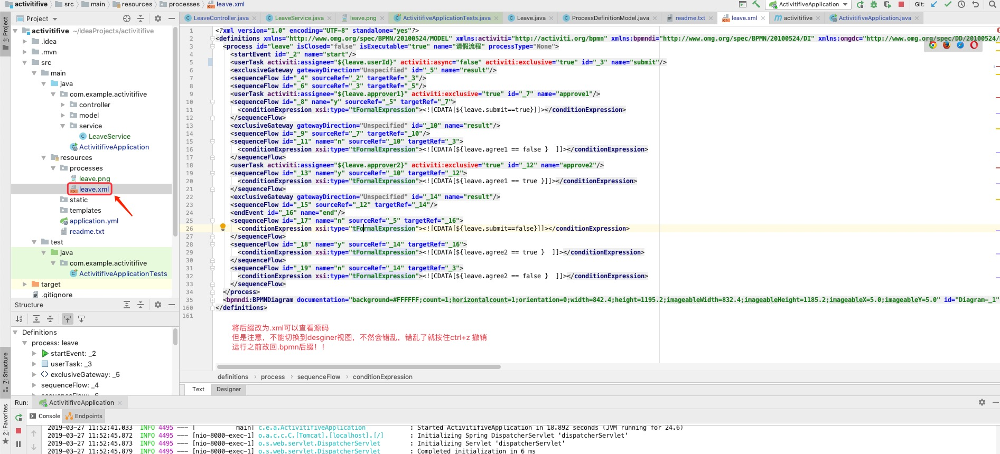 activitifive src main resources processes leave.xml
ActivitifiveApplication Git:
1: Project
Project
LeaveController.java LeaveService.java leave.png ActivitifiveApplicationTests.java Leave.java ProcessDefinitionModel.java readme.txt leave.xml activitifive ActivitifiveApplication.java
activitifive ~/IdeaProjects/activitifive
.idea
.mvn
src
main
java
com.example.activitifive
controller
model
service
LeaveService
ActivitifiveApplication
resources
processes
leave.png
leave.xml
static
templates
application.yml
readme.txt
test
java
com.example.activitifive
ActivitifiveApplicationTests
target
.gitignore
1 <?xml version="1.0" encoding="UTF-8" standalone="yes"?>
2 <definitions xmlns="http://www.omg.org/spec/BPMN/20100524/MODEL" xmlns:activiti="http://activiti.org/bpmn" xmlns:bpmndi="http://www.omg.org/spec/BPMN/20100524/DI" xmlns:omgdc="http://www.omg.org/spec/DD/20100524/
3 <process id="leave" isClosed="false" isExecutable="true" name="请假流程" processType="None">
4 <startEvent id="_2" name="start"/>
5 <userTask activiti:assignee="${leave.userId}" activiti:async="false" activiti:exclusive="true" id="_3" name="submit"/>
6 <exclusiveGateway gatewayDirection="Unspecified" id="_5" name="result"/>
7 <sequenceFlow id="_4" sourceRef="_2" targetRef="_3"/>
8 <sequenceFlow id="_6" sourceRef="_3" targetRef="_5"/>
9 <userTask activiti:assignee="${leave.approver1}" activiti:exclusive="true" id="_7" name="approve1"/>
10 <sequenceFlow id="_8" name="y" sourceRef="_5" targetRef="_7">
11 <conditionExpression xsi:type="tFormalExpression"><![CDATA[${leave.submit==true}]]></conditionExpression>
12 </sequenceFlow>
13 <exclusiveGateway gatewayDirection="Unspecified" id="_10" name="result"/>
14 <sequenceFlow id="_9" sourceRef="_7" targetRef="_10"/>
15 <sequenceFlow id="_11" name="n" sourceRef="_10" targetRef="_3">
16 <conditionExpression xsi:type="tFormalExpression"><![CDATA[${leave.agree1 == false }  ]]></conditionExpression>
17 </sequenceFlow>
18 <userTask activiti:assignee="${leave.approver2}" activiti:exclusive="true" id="_12" name="approve2"/>
19 <sequenceFlow id="_13" name="y" sourceRef="_10" targetRef="_12">
20 <conditionExpression xsi:type="tFormalExpression"><![CDATA[${leave.agree1 == true }]]></conditionExpression>
21 </sequenceFlow>
22 <exclusiveGateway gatewayDirection="Unspecified" id="_14" name="result"/>
23 <sequenceFlow id="_15" sourceRef="_12" targetRef="_14"/>
24 <endEvent id="_16" name="end"/>
25 <sequenceFlow id="_17" name="n" sourceRef="_5" targetRef="_16">
26 <conditionExpression xsi:type="tFormalExpression"><![CDATA[${leave.submit==false}]]></conditionExpression>
27 </sequenceFlow>
28 <sequenceFlow id="_18" name="y" sourceRef="_14" targetRef="_16">
29 <conditionExpression xsi:type="tFormalExpression"><![CDATA[${leave.agree2 == true }  ]]></conditionExpression>
30 </sequenceFlow>
31 <sequenceFlow id="_19" name="n" sourceRef="_14" targetRef="_3">
32 <conditionExpression xsi:type="tFormalExpression"><![CDATA[${leave.agree2 == false }  ]]></conditionExpression>
33 </sequenceFlow>
34 </process>
35 <bpmndi:BPMNDiagram documentation="background=#FFFFFF;count=1;horizontalcount=1;orientation=0;width=842.4;height=1195.2;imageableWidth=832.4;imageableHeight=1185.2;imageableX=5.0;imageableY=5.0" id="Diagram-_1"
160 </definitions>
161
将后缀改为.xml可以查看源码
但是注意，不能切换到desginer视图，不然会错乱，错乱了就按住ctrl+z 撤销
运行之前改回.bpmn后缀！！
Structure
Definitions
process: leave
startEvent: _2
userTask: _3
exclusiveGateway: _5
sequenceFlow: _4
sequenceFlow: _6
7: Structure
definitions process sequenceFlow conditionExpression
Text Designer
Run: ActivitifiveApplication
Console Endpoints
2: Favorites
2019-03-27 11:52:41.033 INFO 4495 --- [ main] c.e.a.ActivitifiveApplication : Started ActivitifiveApplication in 18.892 seconds (JVM running for 24.6)
2019-03-27 11:52:45.872 INFO 4495 --- [nio-8080-exec-1] o.a.c.c.C.[Tomcat].[localhost].[/] : Initializing Spring DispatcherServlet 'dispatcherServlet'
2019-03-27 11:52:45.873 INFO 4495 --- [nio-8080-exec-1] o.s.web.servlet.DispatcherServlet : Initializing Servlet 'dispatcherServlet'
2019-03-27 11:52:45.879 INFO 4495 --- [nio-8080-exec-1] o.s.web.servlet.DispatcherServlet : Completed initialization in 6 ms